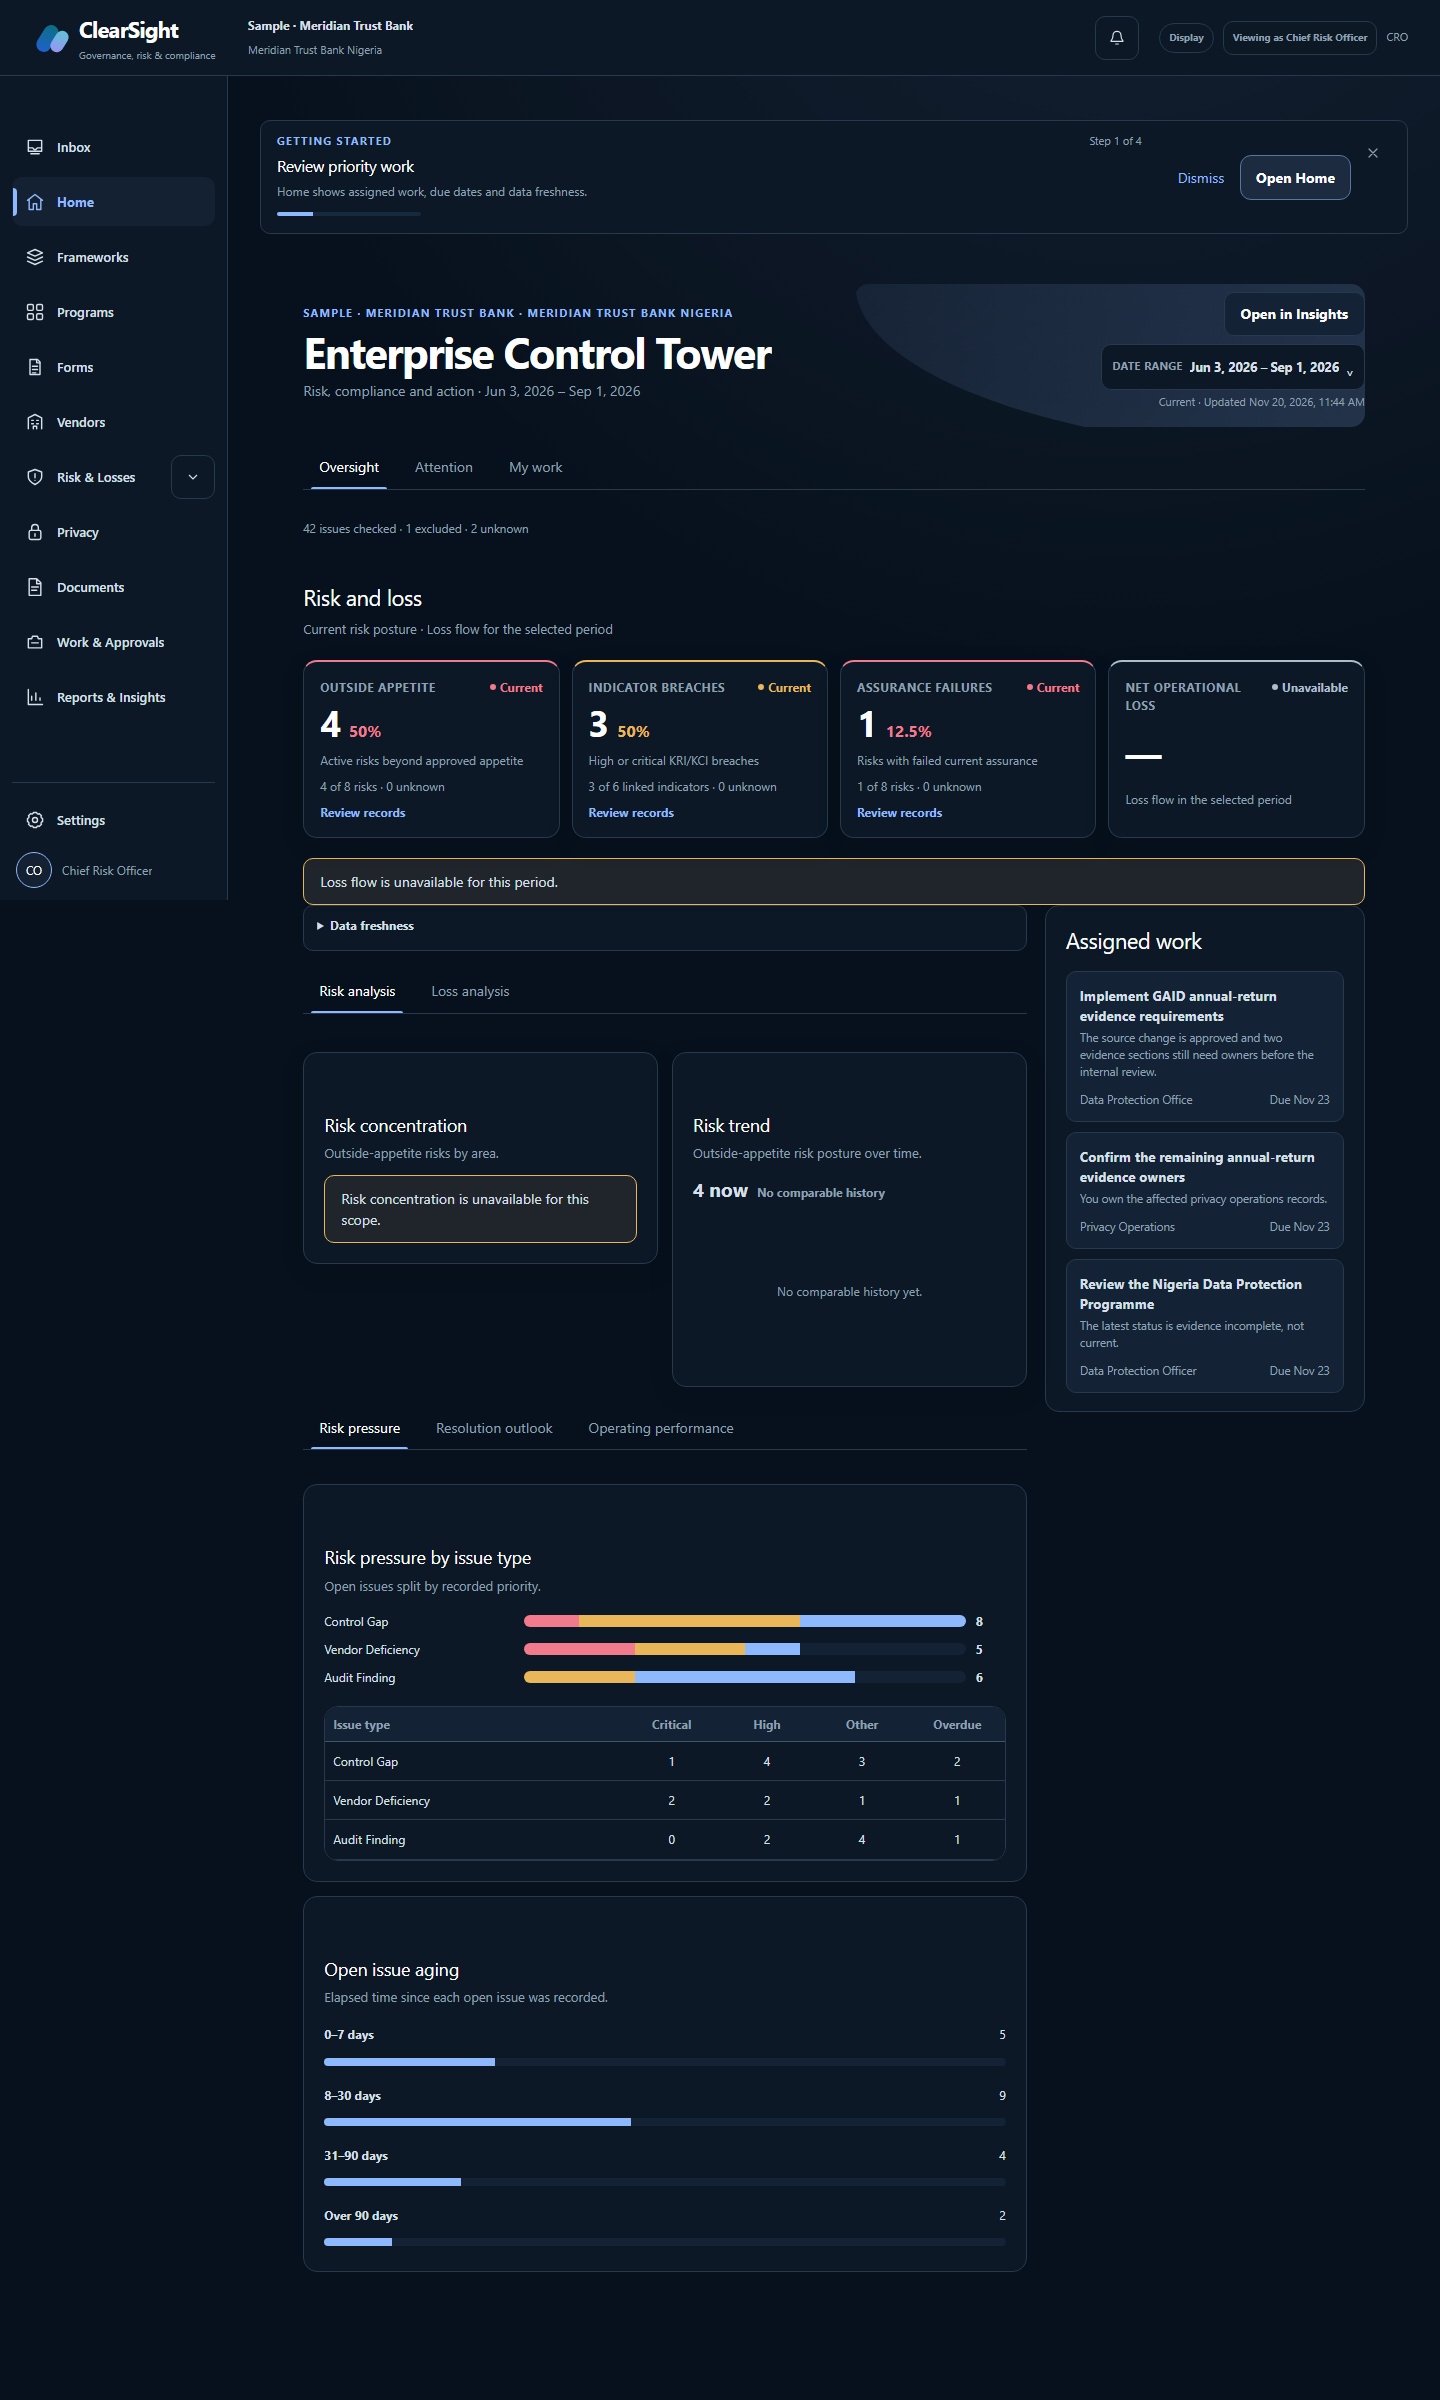 ClearSight
Governance, risk & compliance
Sample · Meridian Trust Bank
Meridian Trust Bank Nigeria
Display
Viewing as Chief Risk Officer
CRO
Inbox
Home
Frameworks
Programs
Forms
Vendors
Risk & Losses
Privacy
Documents
Work & Approvals
Reports & Insights
Settings
CO
Chief Risk Officer
GETTING STARTED
Step 1 of 4
Review priority work
Home shows assigned work, due dates and data freshness.
Dismiss
Open Home
SAMPLE · MERIDIAN TRUST BANK · MERIDIAN TRUST BANK NIGERIA
Enterprise Control Tower
Risk, compliance and action · Jun 3, 2026 – Sep 1, 2026
Open in Insights
DATE RANGE Jun 3, 2026 – Sep 1, 2026
Current · Updated Nov 20, 2026, 11:44 AM
Oversight
Attention
My work
42 issues checked · 1 excluded · 2 unknown
Risk and loss
Current risk posture · Loss flow for the selected period
OUTSIDE APPETITE
Current
4 50%
Active risks beyond approved appetite
4 of 8 risks · 0 unknown
Review records
INDICATOR BREACHES
Current
3 50%
High or critical KRI/KCI breaches
3 of 6 linked indicators · 0 unknown
Review records
ASSURANCE FAILURES
Current
1 12.5%
Risks with failed current assurance
1 of 8 risks · 0 unknown
Review records
NET OPERATIONAL
LOSS
Unavailable
—
Loss flow in the selected period
Loss flow is unavailable for this period.
Data freshness
Risk analysis
Loss analysis
Risk concentration
Outside-appetite risks by area.
Risk concentration is unavailable for this
scope.
Risk trend
Outside-appetite risk posture over time.
4 now No comparable history
No comparable history yet.
Assigned work
Implement GAID annual-return
evidence requirements
The source change is approved and two
evidence sections still need owners before the
internal review.
Data Protection Office
Due Nov 23
Confirm the remaining annual-return
evidence owners
You own the affected privacy operations records.
Privacy Operations
Due Nov 23
Review the Nigeria Data Protection
Programme
The latest status is evidence incomplete, not
current.
Data Protection Officer
Due Nov 23
Risk pressure
Resolution outlook
Operating performance
Risk pressure by issue type
Open issues split by recorded priority.
Control Gap 8
Vendor Deficiency 5
Audit Finding 6
Issue type Critical High Other Overdue
Control Gap 1 4 3 2
Vendor Deficiency 2 2 1 1
Audit Finding 0 2 4 1
Open issue aging
Elapsed time since each open issue was recorded.
0–7 days 5
8–30 days 9
31–90 days 4
Over 90 days 2